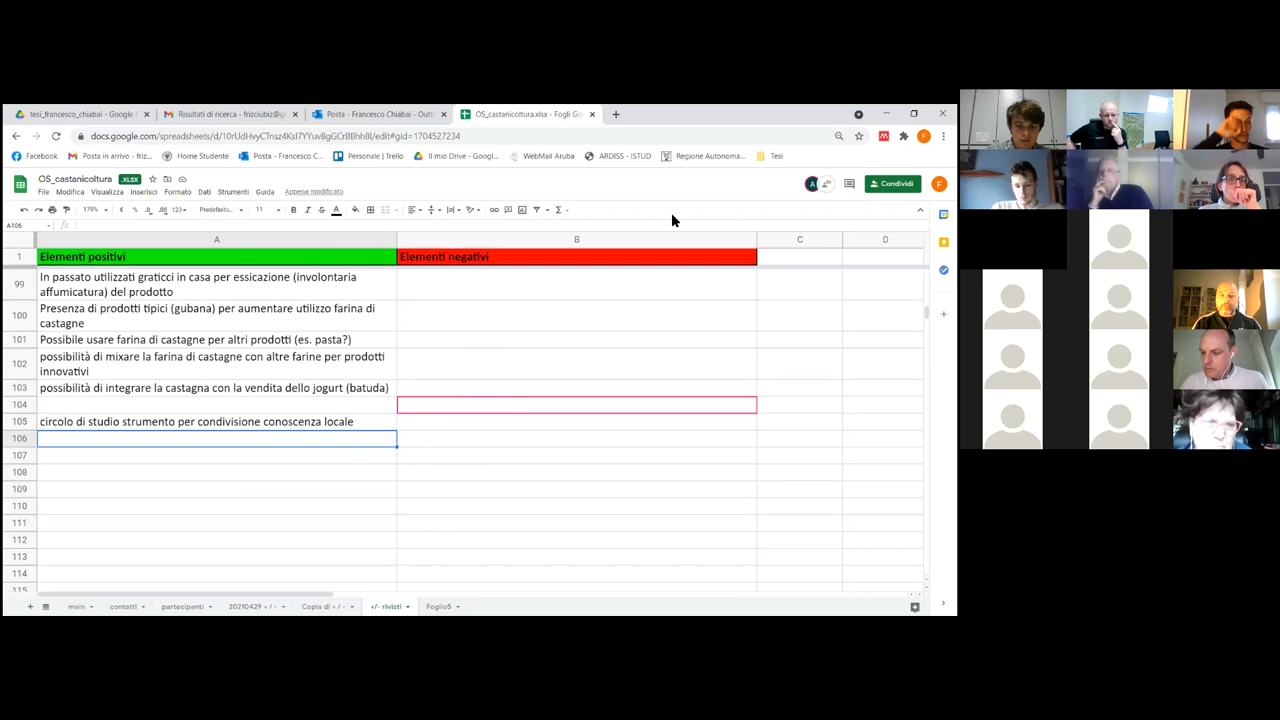 tesi_francesco_chiabai - Google
Risultati di ricerca - frizciubiz@g
Posta - Francesco Chiabai - Outl
OS_castanicoltura.xlsx - Fogli Go
docs.google.com/spreadsheets/d/10rUdHvyCTnsz4KsI7YYuv8gGCrBBhh8l/edit#gid=1704527234
Facebook
Posta in arrivo - friz...
Home Studente
Posta - Francesco C...
Personale | Trello
Il mio Drive - Googl...
WebMail Aruba
ARDISS - ISTUD
Regione Autonoma...
Tesi
OS_castanicoltura .XLSX
File Modifica Visualizza Inserisci Formato Dati Strumenti Guida Appena modificato
A
Condividi
F
170% € % .0 .00 123 Predefinito... 11 B I S A
A106 fx
A B C D
1 Elementi positivi Elementi negativi
99 In passato utilizzati graticci in casa per essicazione (involontaria
affumicatura) del prodotto
100 Presenza di prodotti tipici (gubana) per aumentare utilizzo farina di
castagne
101 Possibile usare farina di castagne per altri prodotti (es. pasta?)
102 possibilità di mixare la farina di castagne con altre farine per prodotti
innovativi
103 possibilità di integrare la castagna con la vendita dello jogurt (batuda)
104
105 circolo di studio strumento per condivisione conoscenza locale
106
107
108
109
110
111
112
113
114
115
main contatti partecipanti 20210429 + / - Copia di + / - +/- rivisti Foglio5